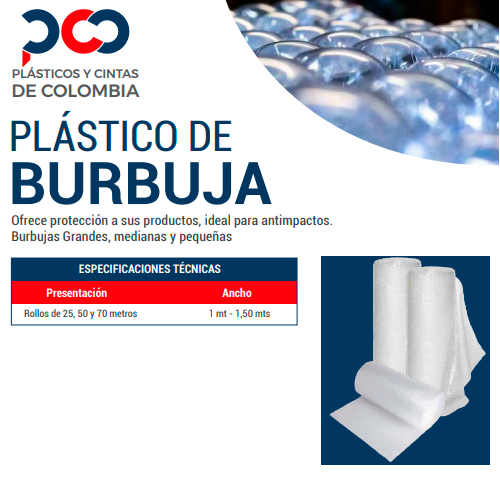 PLÁSTICOS Y CINTAS
DE COLOMBIA
PLÁSTICO DE
BURBUJA
Ofrece protección a sus productos, ideal para antimpactos.
Burbujas Grandes, medianas y pequeñas
ESPECIFICACIONES TÉCNICAS
Presentación Ancho
Rollos de 25, 50 y 70 metros 1 mt - 1,50 mts